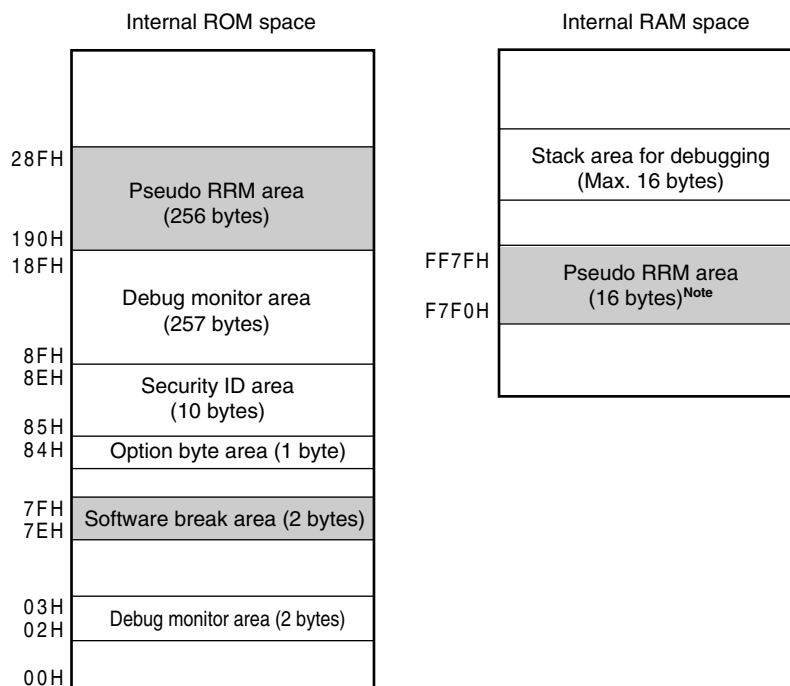 Internal ROM space
28FH
Pseudo RRM area
(256 bytes)
190H
18FH
Debug monitor area
(257 bytes)
8FH
8EH
Security ID area
(10 bytes)
85H
84H
Option byte area (1 byte)
7FH
Software break area (2 bytes)
7EH
03H
Debug monitor area (2 bytes)
02H
00H
Internal RAM space
Stack area for debugging
(Max. 16 bytes)
FF7FH
Pseudo RRM area
(16 bytes)Note
F7F0H